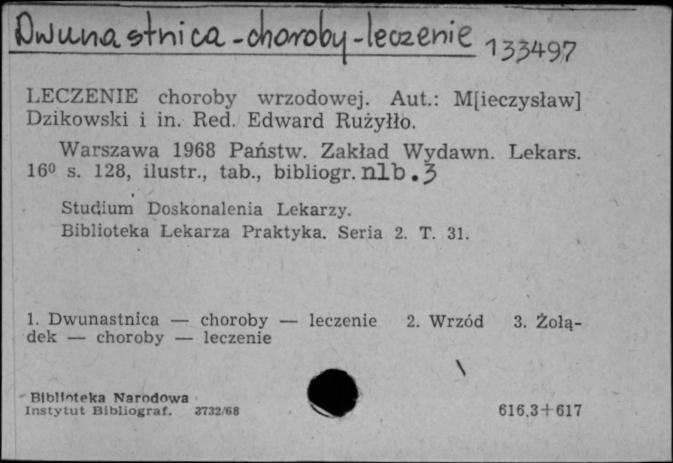 Dwunastnica - choroby - leczenie 133497
LECZENIE choroby wrzodowej. Aut.: M[ieczysław]
Dzikowski i in. Red. Edward Rużyłło.
Warszawa 1968 Państw. Zakład Wydawn. Lekars.
16⁰ s. 128, ilustr., tab., bibliogr. nlb. 3
Studium Doskonalenia Lekarzy.
Biblioteka Lekarza Praktyka. Seria 2. T. 31.
1. Dwunastnica — choroby — leczenie 2. Wrzód 3. Żołą-
dek — choroby — leczenie
Biblioteka Narodowa
Instytut Bibliograf. 3732/68 616.3+617